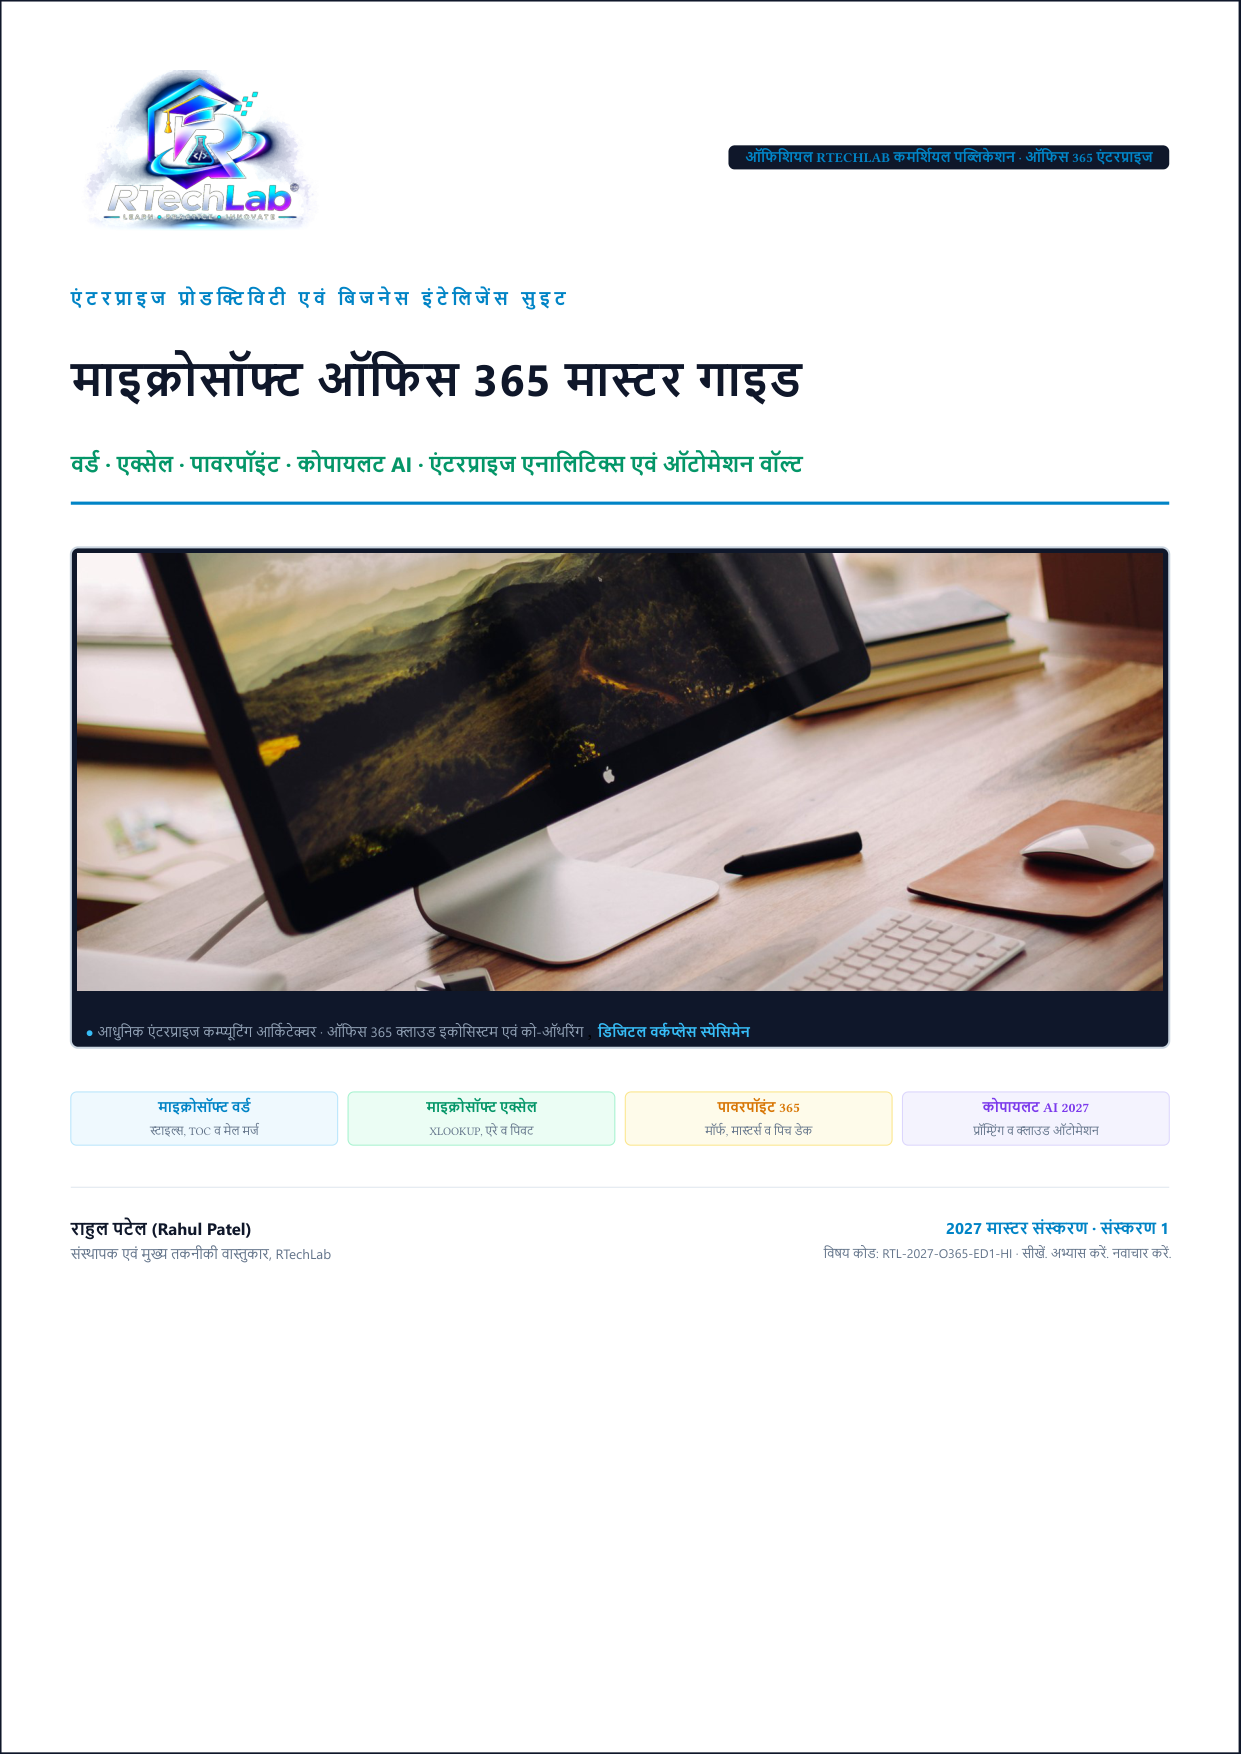 RTechLab
LEARN • PRACTICE • INNOVATE
ऑफिशियल RTECHLAB कमर्शियल पब्लिकेशन · ऑफिस 365 एंटरप्राइज
एंटरप्राइज प्रोडक्टिविटी एवं बिजनेस इंटेलिजेंस सुइट
माइक्रोसॉफ्ट ऑफिस 365 मास्टर गाइड
वर्ड · एक्सेल · पावरपॉइंट · कोपायलट AI · एंटरप्राइज एनालिटिक्स एवं ऑटोमेशन वॉल्ट
● आधुनिक एंटरप्राइज कम्प्यूटिंग आर्किटेक्चर · ऑफिस 365 क्लाउड इकोसिस्टम एवं को-ऑथरिंग डिजिटल वर्कप्लेस स्पेसिमेन
माइक्रोसॉफ्ट वर्ड
स्टाइल्स, TOC व मेल मर्ज
माइक्रोसॉफ्ट एक्सेल
XLOOKUP, एरे व पिवट
पावरपॉइंट 365
मॉर्फ, मास्टर्स व पिच डेक
कोपायलट AI 2027
प्रॉम्प्टिंग व क्लाउड ऑटोमेशन
राहुल पटेल (Rahul Patel)
संस्थापक एवं मुख्य तकनीकी वास्तुकार, RTechLab
2027 मास्टर संस्करण · संस्करण 1
विषय कोड: RTL-2027-O365-ED1-HI · सीखें. अभ्यास करें. नवाचार करें.